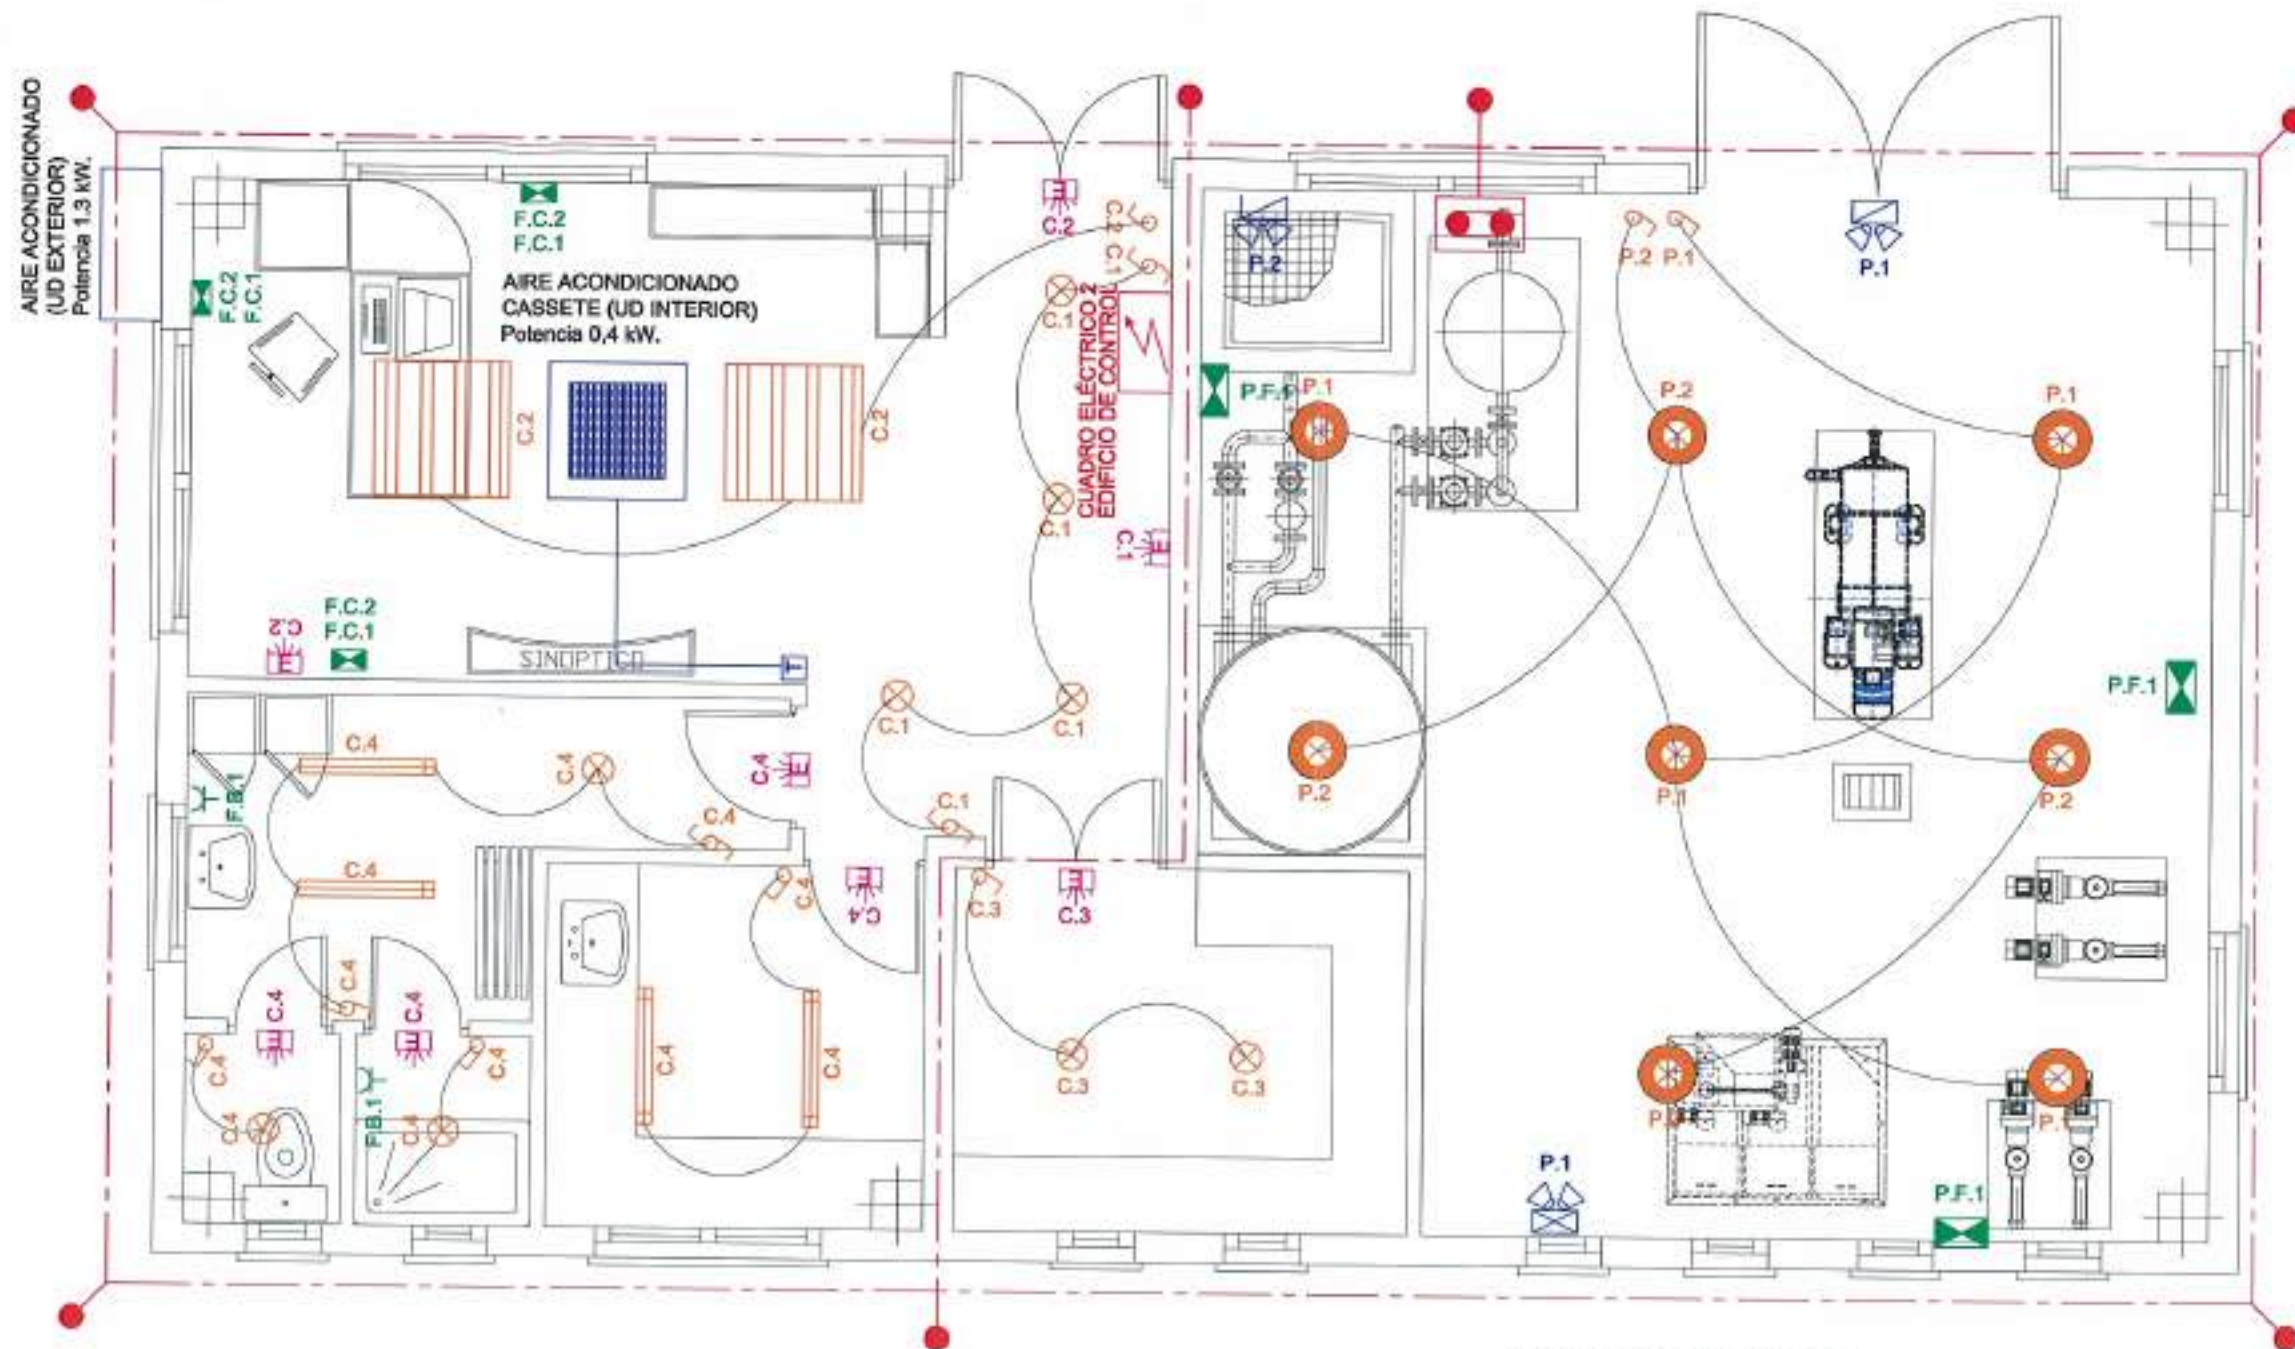 AIRE ACONDICIONADO
(UD EXTERIOR)
Potencia 1.3 kW.
F.C.2
F.C.1
F.C.2
F.C.1
AIRE ACONDICIONADO
CASSETE (UD INTERIOR)
Potencia 0,4 kW.
C.2
C.2
C.1
C.1
CUADRO ELÉCTRICO 2
EDIFICIO DE CONTROL
C.2
C.2
C.1
C.1
F.C.2
F.C.1
C.2
SINOPTICO
T
C.1
C.1
P.2
P.2
P.1
P.1
P.F.1
P.1
P.2
P.1
P.F.1
P.2
P.1
P.2
C.4
C.4
C.4
C.4
C.1
F.B.1
C.4
C.4
C.4
C.3
C.3
C.4
C.4
C.4
C.4
C.4
F.B.1
C.4
C.4
C.4
C.4
C.3
C.3
P.1
P.F.1
E
E
E
E
E
E
E
E